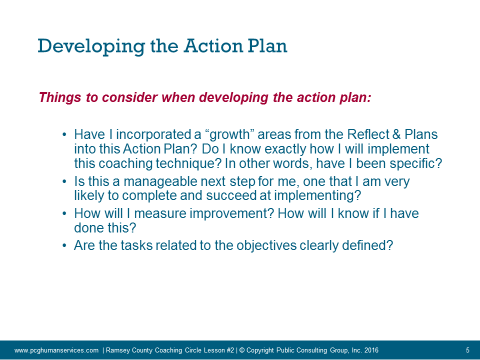 Developing the Action Plan
Things to consider when developing the action plan:
• Have I incorporated a “growth” areas from the Reflect & Plans
into this Action Plan? Do I know exactly how I will implement
this coaching technique? In other words, have I been specific?
• Is this a manageable next step for me, one that I am very
likely to complete and succeed at implementing?
• How will I measure improvement? How will I know if I have
done this?
• Are the tasks related to the objectives clearly defined?
www.pcghumanservices.com | Ramsey County Coaching Circle Lesson #2 | © Copyright Public Consulting Group, Inc. 2016
5